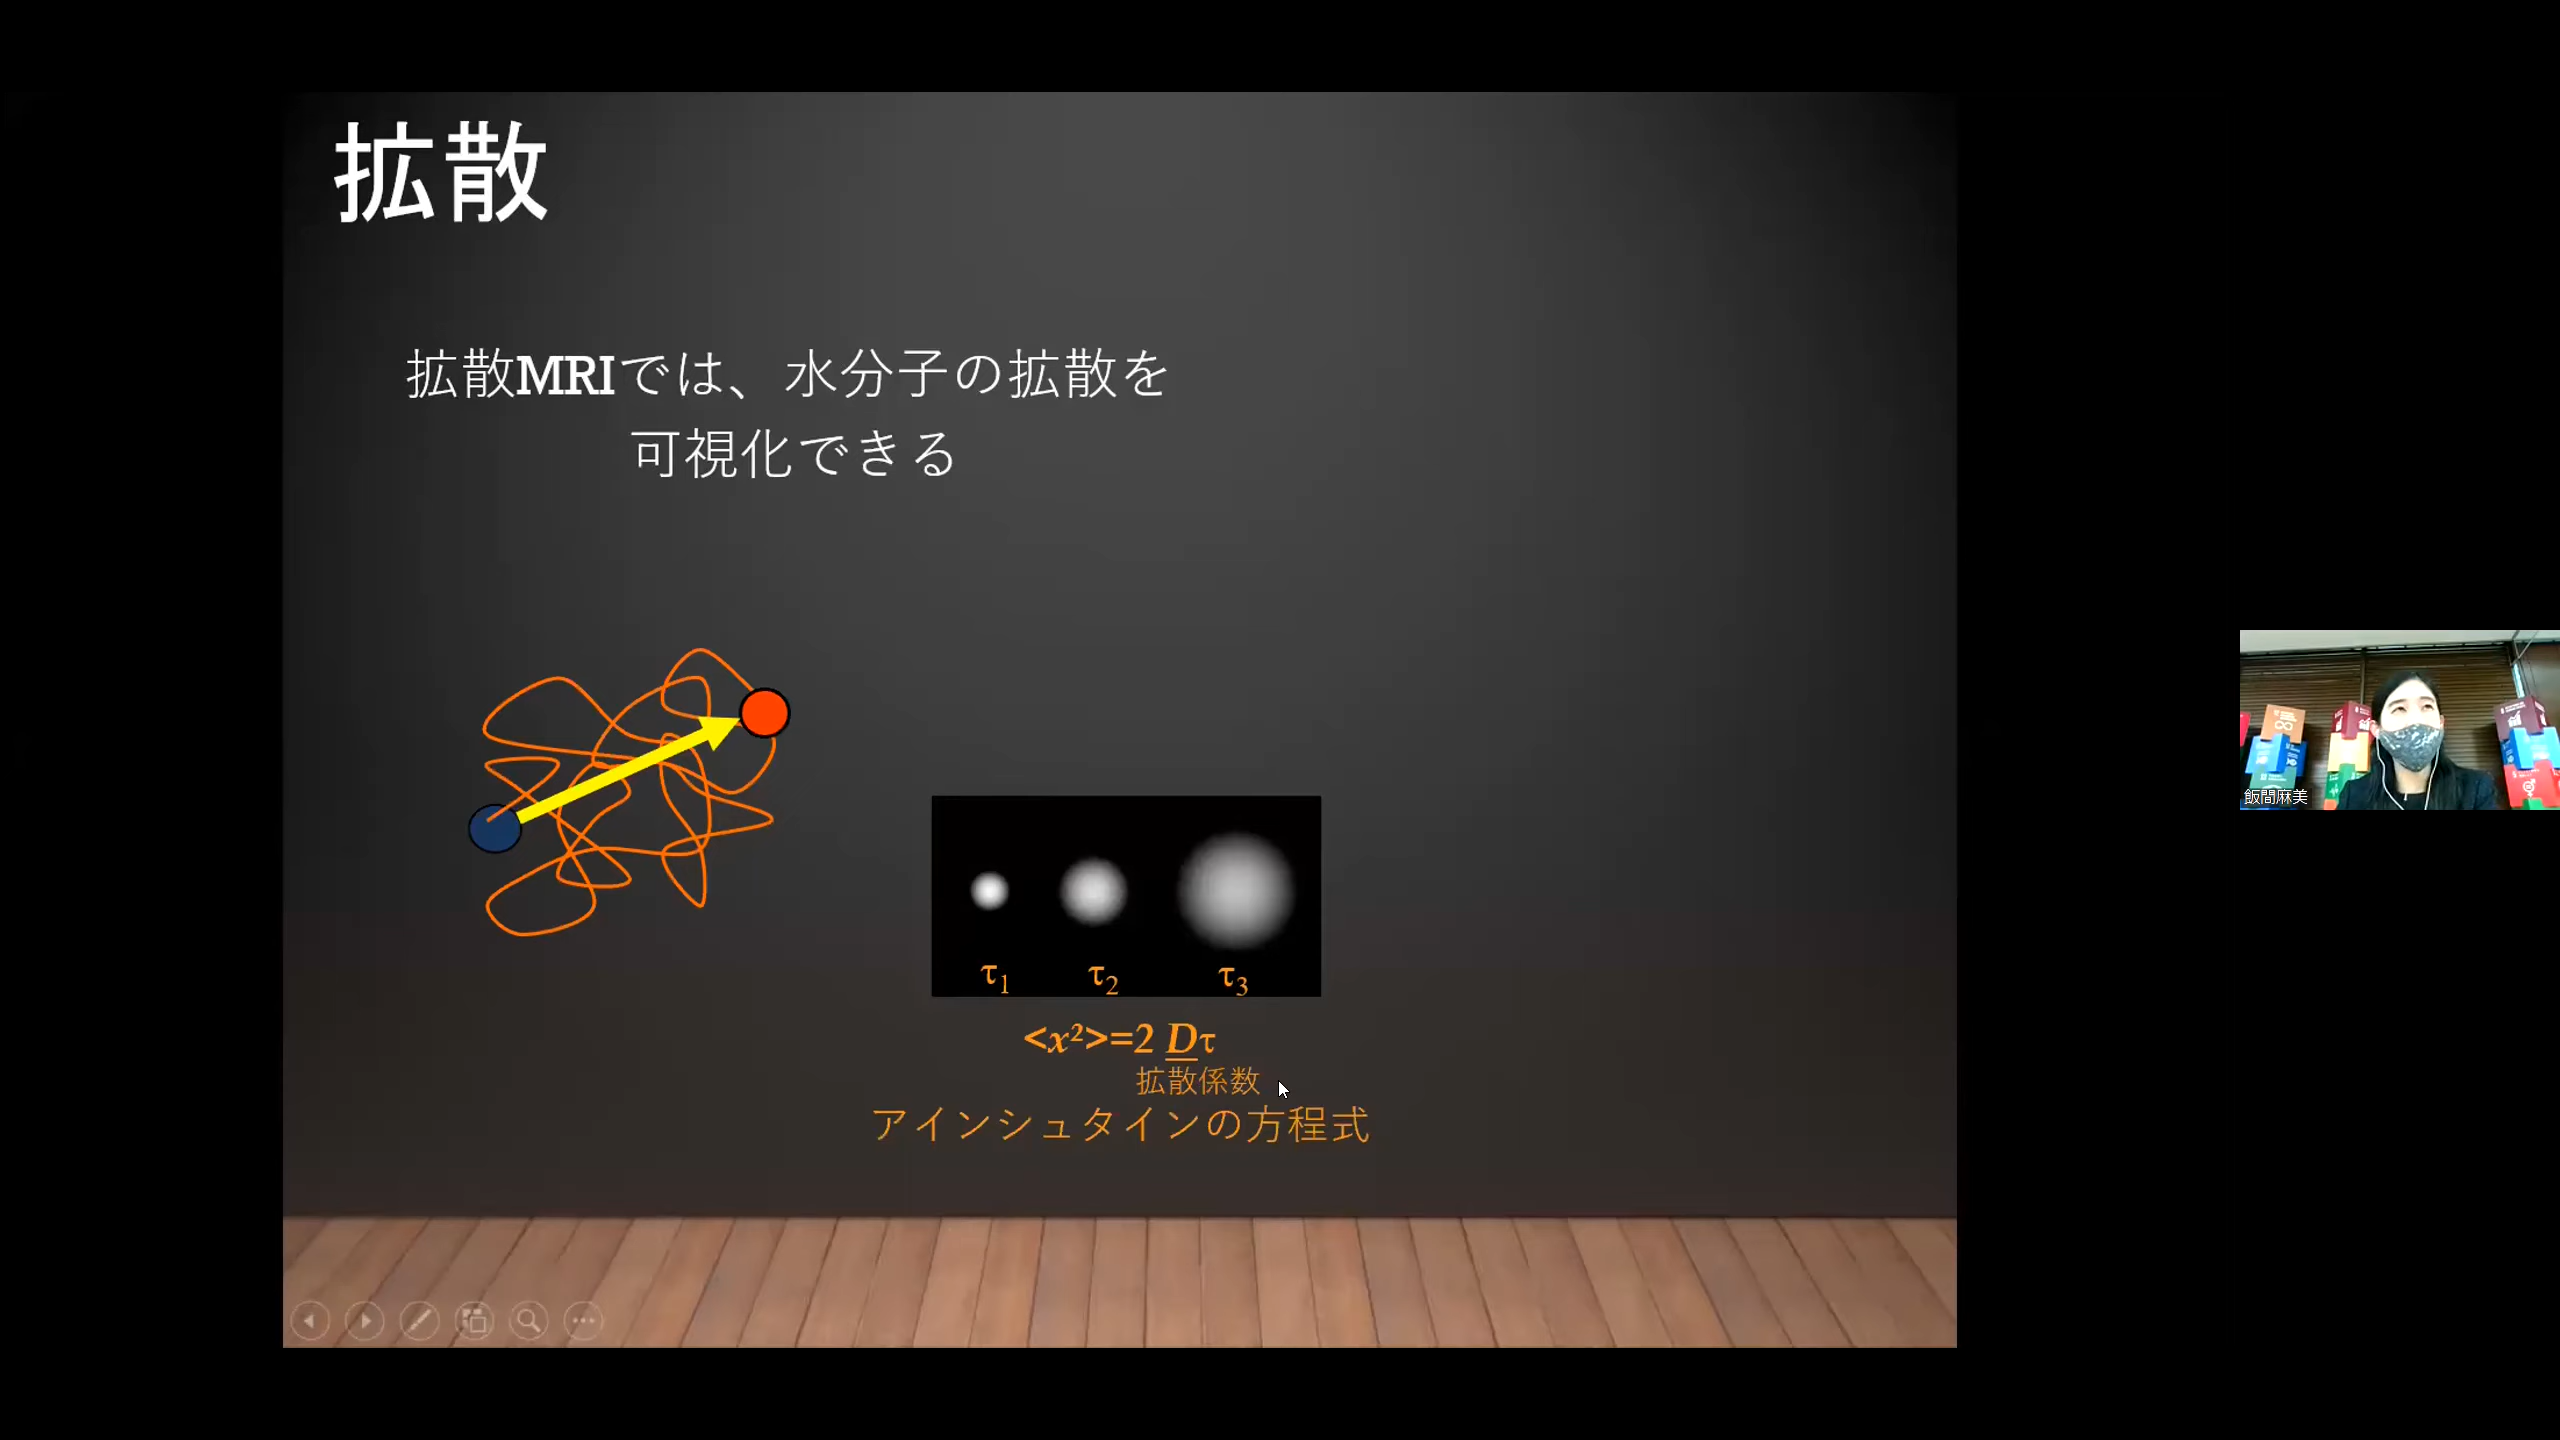 拡散
拡散MRIでは、水分子の拡散を
可視化できる
τ1 τ2 τ3
<x²>=2 Dτ
拡散係数
アインシュタインの方程式
飯間麻美